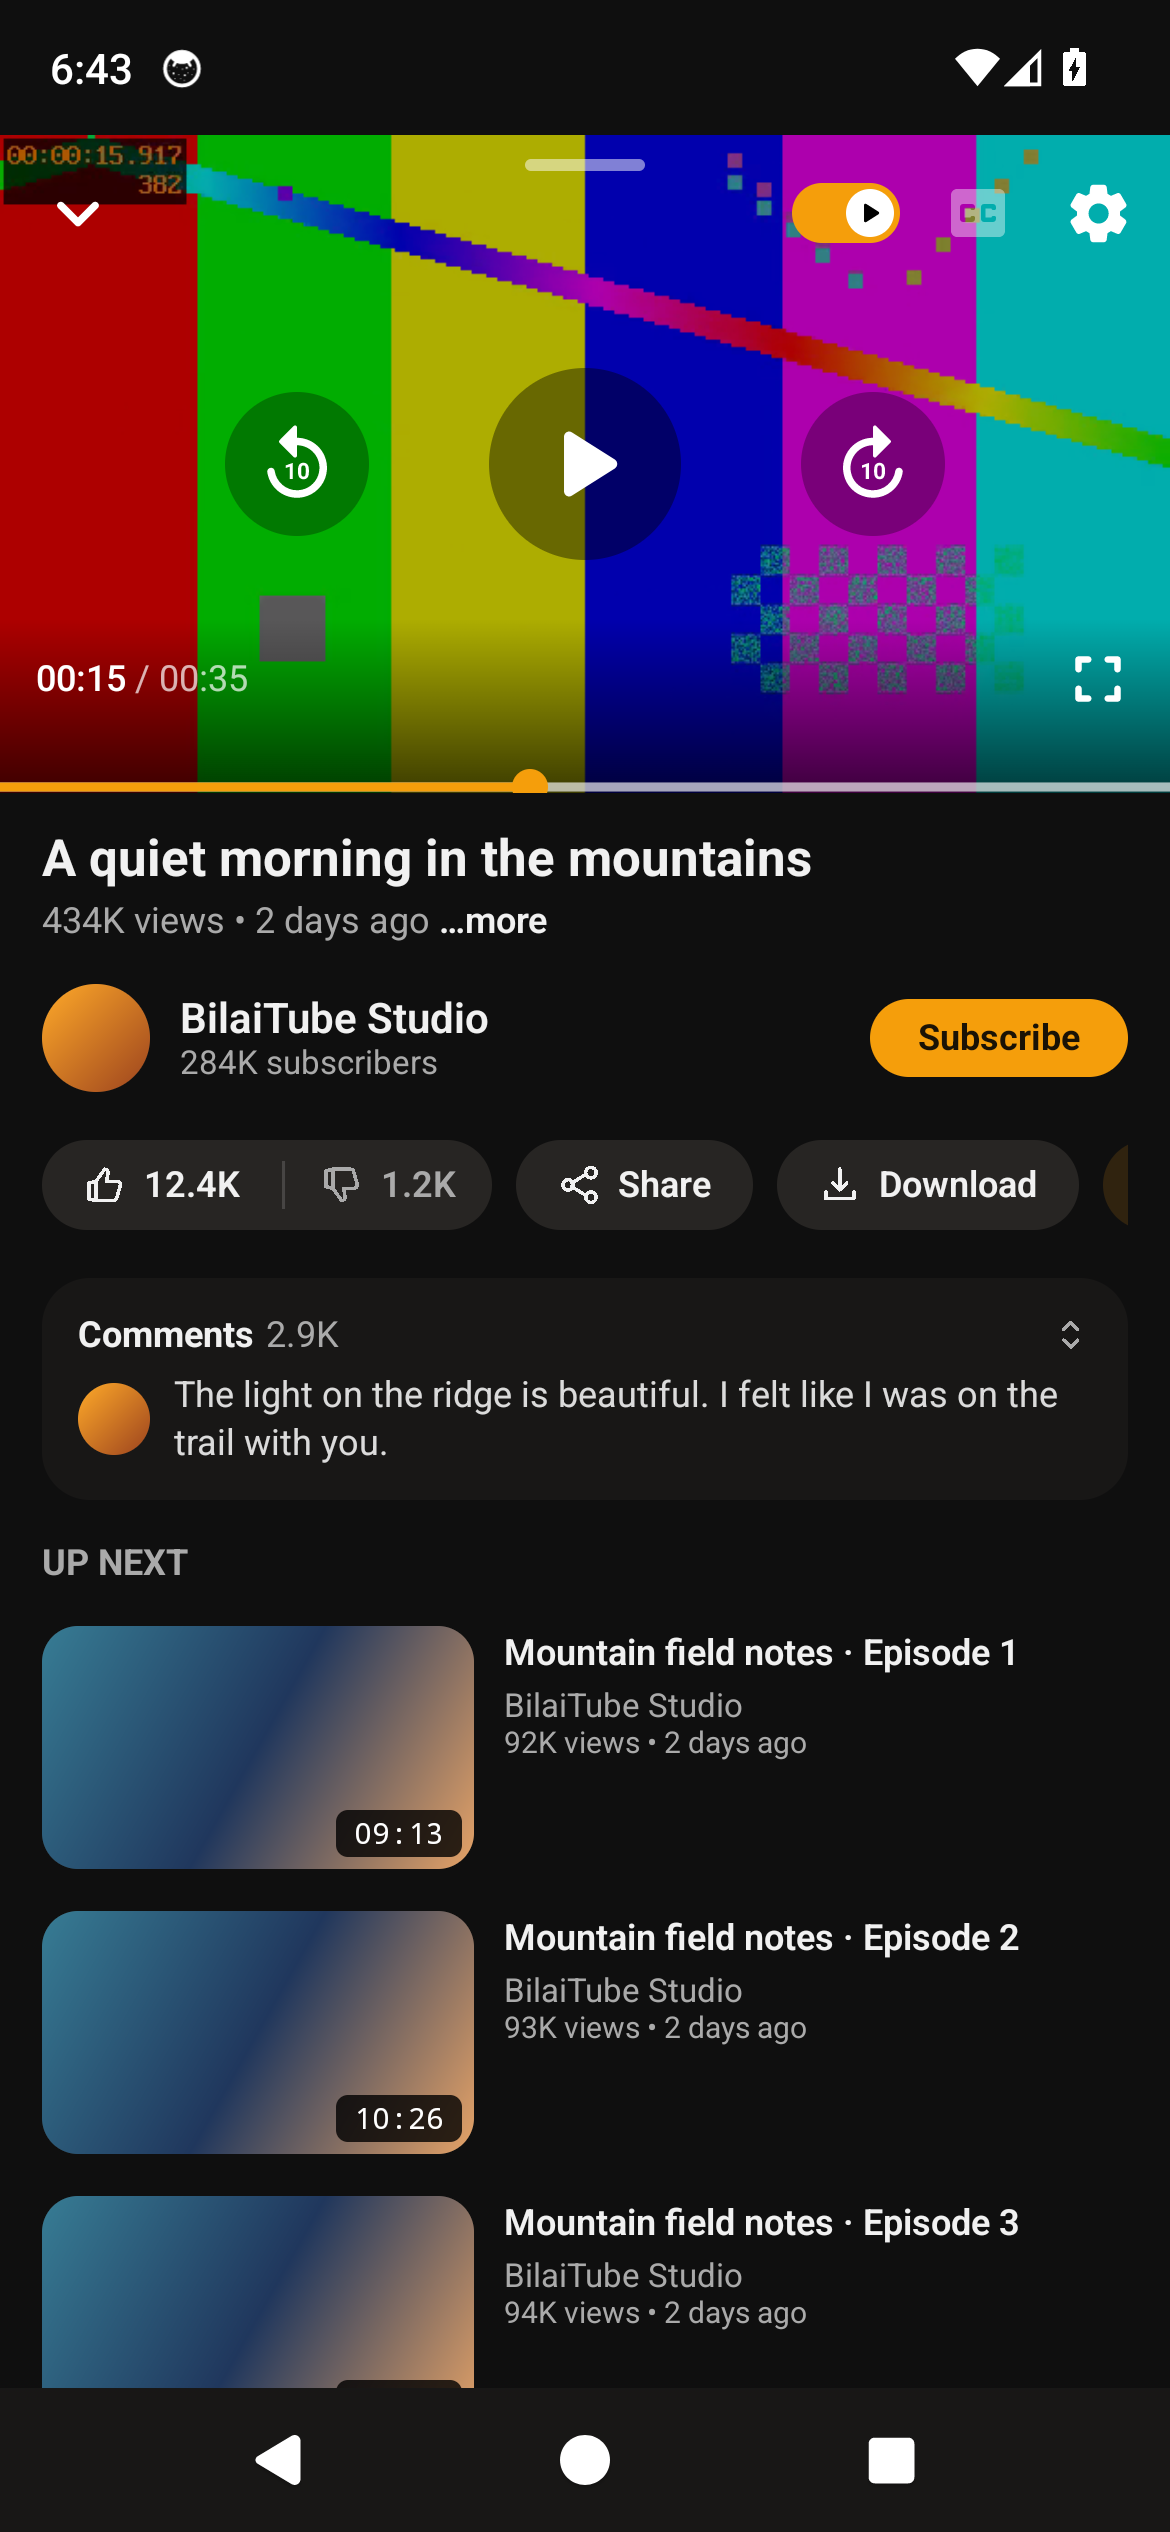 6:43
00:00:15.917
382
CC
10
10
00:15 / 00:35
A quiet morning in the mountains
434K views • 2 days ago ...more
BilaiTube Studio
284K subscribers
Subscribe
12.4K
1.2K
Share
Download
Comments 2.9K
The light on the ridge is beautiful. I felt like I was on the
trail with you.
UP NEXT
Mountain field notes · Episode 1
BilaiTube Studio
92K views • 2 days ago
09:13
Mountain field notes · Episode 2
BilaiTube Studio
93K views • 2 days ago
10:26
Mountain field notes · Episode 3
BilaiTube Studio
94K views • 2 days ago